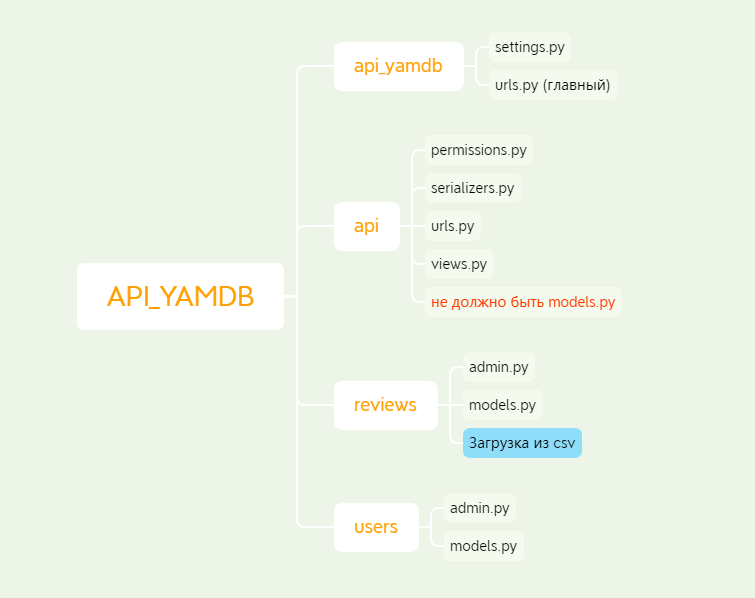 API_YAMDB
api_yamdb
settings.py
urls.py (главный)
api
permissions.py
serializers.py
urls.py
views.py
не должно быть models.py
reviews
admin.py
models.py
Загрузка из csv
users
admin.py
models.py